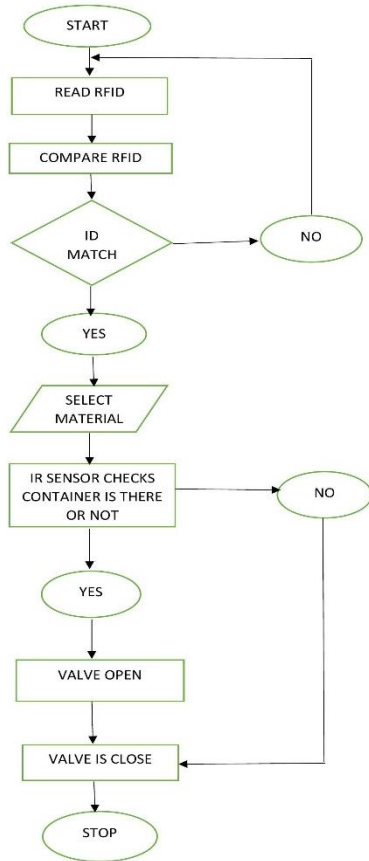 START
READ RFID
COMPARE RFID
ID
MATCH
NO
YES
SELECT
MATERIAL
IR SENSOR CHECKS
CONTAINER IS THERE
OR NOT
NO
YES
VALVE OPEN
VALVE IS CLOSE
STOP